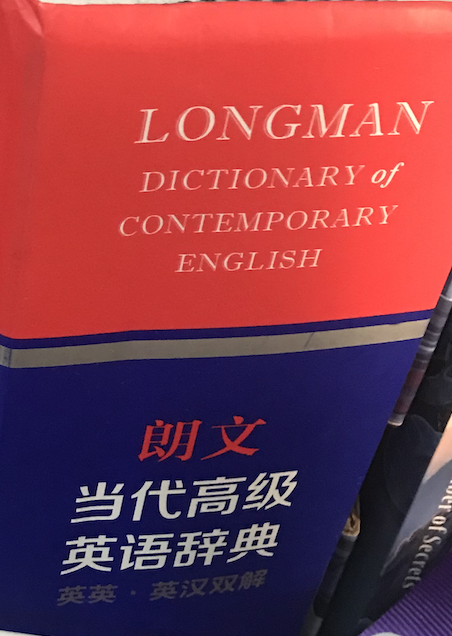 LONGMAN
DICTIONARY of
CONTEMPORARY
ENGLISH
朗文
当代高级
英语辞典
英英·英汉双解
of Secrets